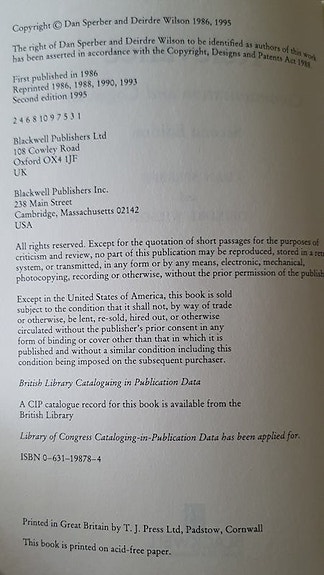 Copyright © Dan Sperber and Deirdre Wilson 1986, 1995
The right of Dan Sperber and Deirdre Wilson to be identified as authors of this work
has been asserted in accordance with the Copyright, Designs and Patents Act 1988
First published in 1986
Reprinted 1986, 1988, 1990, 1993
Second edition 1995
2 4 6 8 10 9 7 5 3 1
Blackwell Publishers Ltd
108 Cowley Road
Oxford OX4 1JF
UK
Blackwell Publishers Inc.
238 Main Street
Cambridge, Massachusetts 02142
USA
All rights reserved. Except for the quotation of short passages for the purposes of
criticism and review, no part of this publication may be reproduced, stored in a
system, or transmitted, in any form or by any means, electronic, mechanical,
photocopying, recording or otherwise, without the prior permission of the publish
Except in the United States of America, this book is sold
subject to the condition that it shall not, by way of trade
or otherwise, be lent, re-sold, hired out, or otherwise
circulated without the publisher's prior consent in any
form of binding or cover other than that in which it is
published and without a similar condition including this
condition being imposed on the subsequent purchaser.
British Library Cataloguing in Publication Data
A CIP catalogue record for this book is available from the
British Library
Library of Congress Cataloging-in-Publication Data has been applied for.
ISBN 0-631-19878-4
Printed in Great Britain by T. J. Press Ltd, Padstow, Cornwall
This book is printed on acid-free paper.